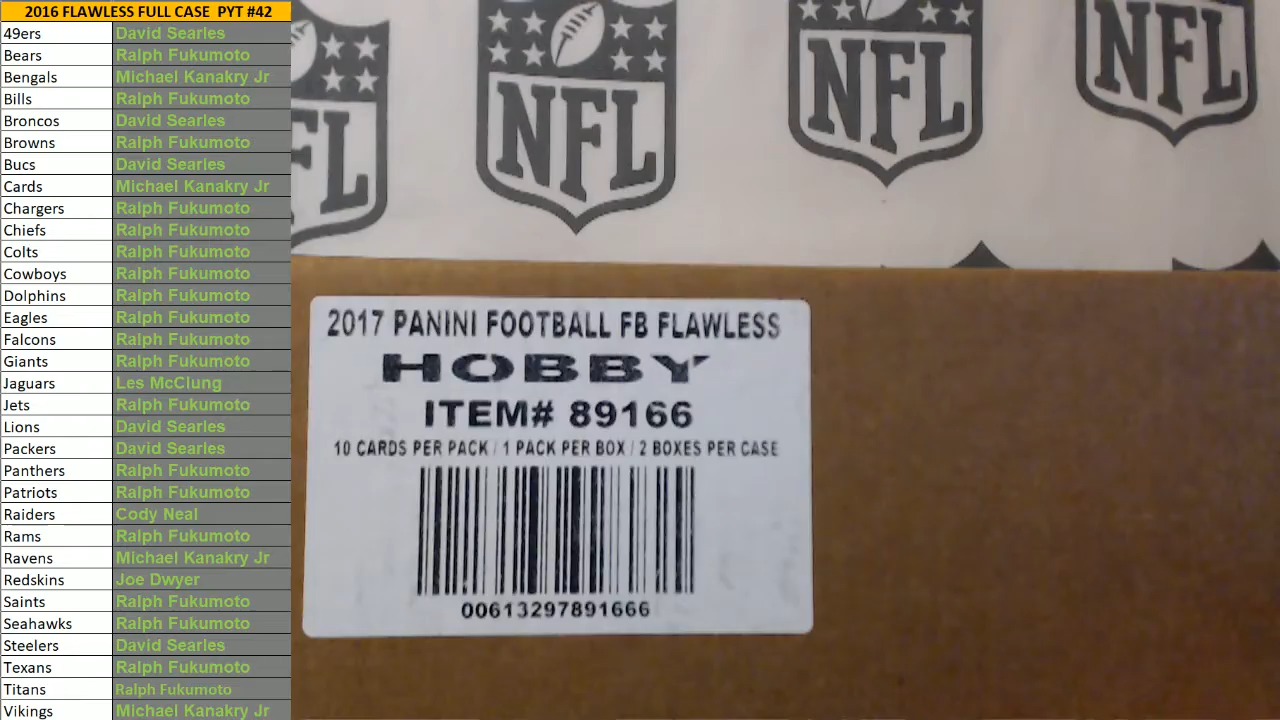 2016 FLAWLESS FULL CASE PYT #42
49ers David Searles
Bears Ralph Fukumoto
Bengals Michael Kanakry Jr
Bills Ralph Fukumoto
Broncos David Searles
Browns Ralph Fukumoto
Bucs David Searles
Cards Michael Kanakry Jr
Chargers Ralph Fukumoto
Chiefs Ralph Fukumoto
Colts Ralph Fukumoto
Cowboys Ralph Fukumoto
Dolphins Ralph Fukumoto
Eagles Ralph Fukumoto
Falcons Ralph Fukumoto
Giants Ralph Fukumoto
Jaguars Les McClung
Jets Ralph Fukumoto
Lions David Searles
Packers David Searles
Panthers Ralph Fukumoto
Patriots Ralph Fukumoto
Raiders Cody Neal
Rams Ralph Fukumoto
Ravens Michael Kanakry Jr
Redskins Joe Dwyer
Saints Ralph Fukumoto
Seahawks Ralph Fukumoto
Steelers David Searles
Texans Ralph Fukumoto
Titans Ralph Fukumoto
Vikings Michael Kanakry Jr
FL
NFL
NFL
NFL
2017 PANINI FOOTBALL FB FLAWLESS
HOBBY
ITEM# 89166
10 CARDS PER PACK / 1 PACK PER BOX / 2 BOXES PER CASE
00613297891666